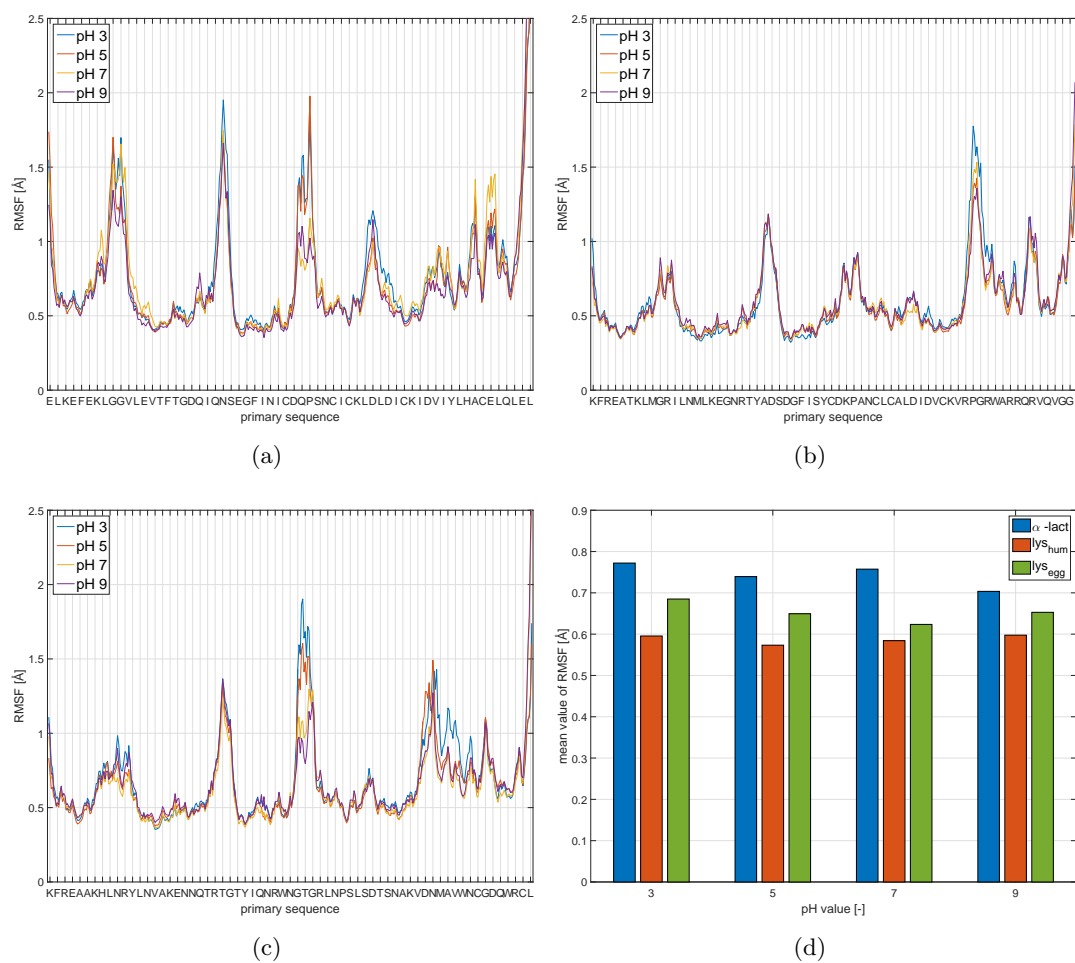 2.5
2
1.5
1
0.5
0
RMSF [Å]
pH 3
pH 5
pH 7
pH 9
ELKEFEKLGGVLEVTFTGDQIQNSEGFINICDQPSNCICKLDLDICKIDVIYLHACELQLEL
primary sequence
(a)
2.5
2
1.5
1
0.5
0
RMSF [Å]
pH 3
pH 5
pH 7
pH 9
KFREATKLMGRILNMLKEGNRTYADSDGFISYCDKPANCLCALDIDVCKVRPGRWARRQRVQVGG
primary sequence
(b)
2.5
2
1.5
1
0.5
0
RMSF [Å]
pH 3
pH 5
pH 7
pH 9
KFREAAKHLNRYLNVAKENNQTRTGTYIQNRWNGTGRLNPSLSDTSNAKVDNMAVWNCGDQWRCL
primary sequence
(c)
0.9
0.8
0.7
0.6
0.5
0.4
0.3
0.2
0.1
0
mean value of RMSF [Å]
α -lact
lys_hum
lys_egg
3 5 7 9
pH value [-]
(d)